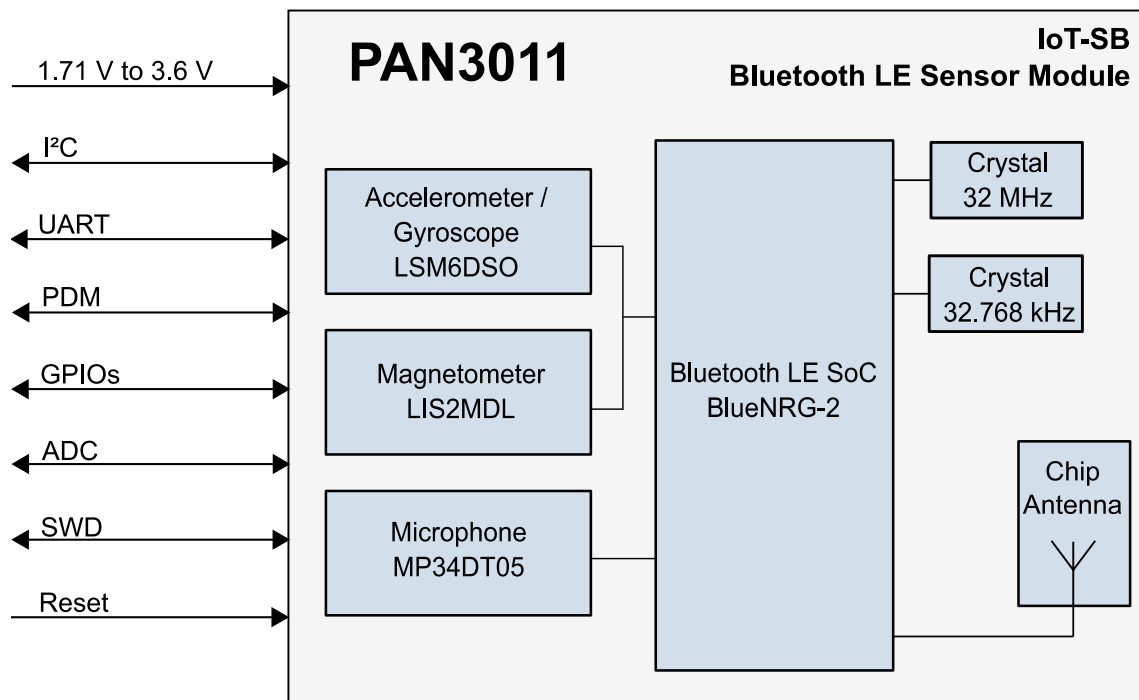 PAN3011
IoT-SB
Bluetooth LE Sensor Module
1.71 V to 3.6 V
I²C
UART
PDM
GPIOs
ADC
SWD
Reset
Accelerometer /
Gyroscope
LSM6DSO
Magnetometer
LIS2MDL
Microphone
MP34DT05
Bluetooth LE SoC
BlueNRG-2
Crystal
32 MHz
Crystal
32.768 kHz
Chip
Antenna